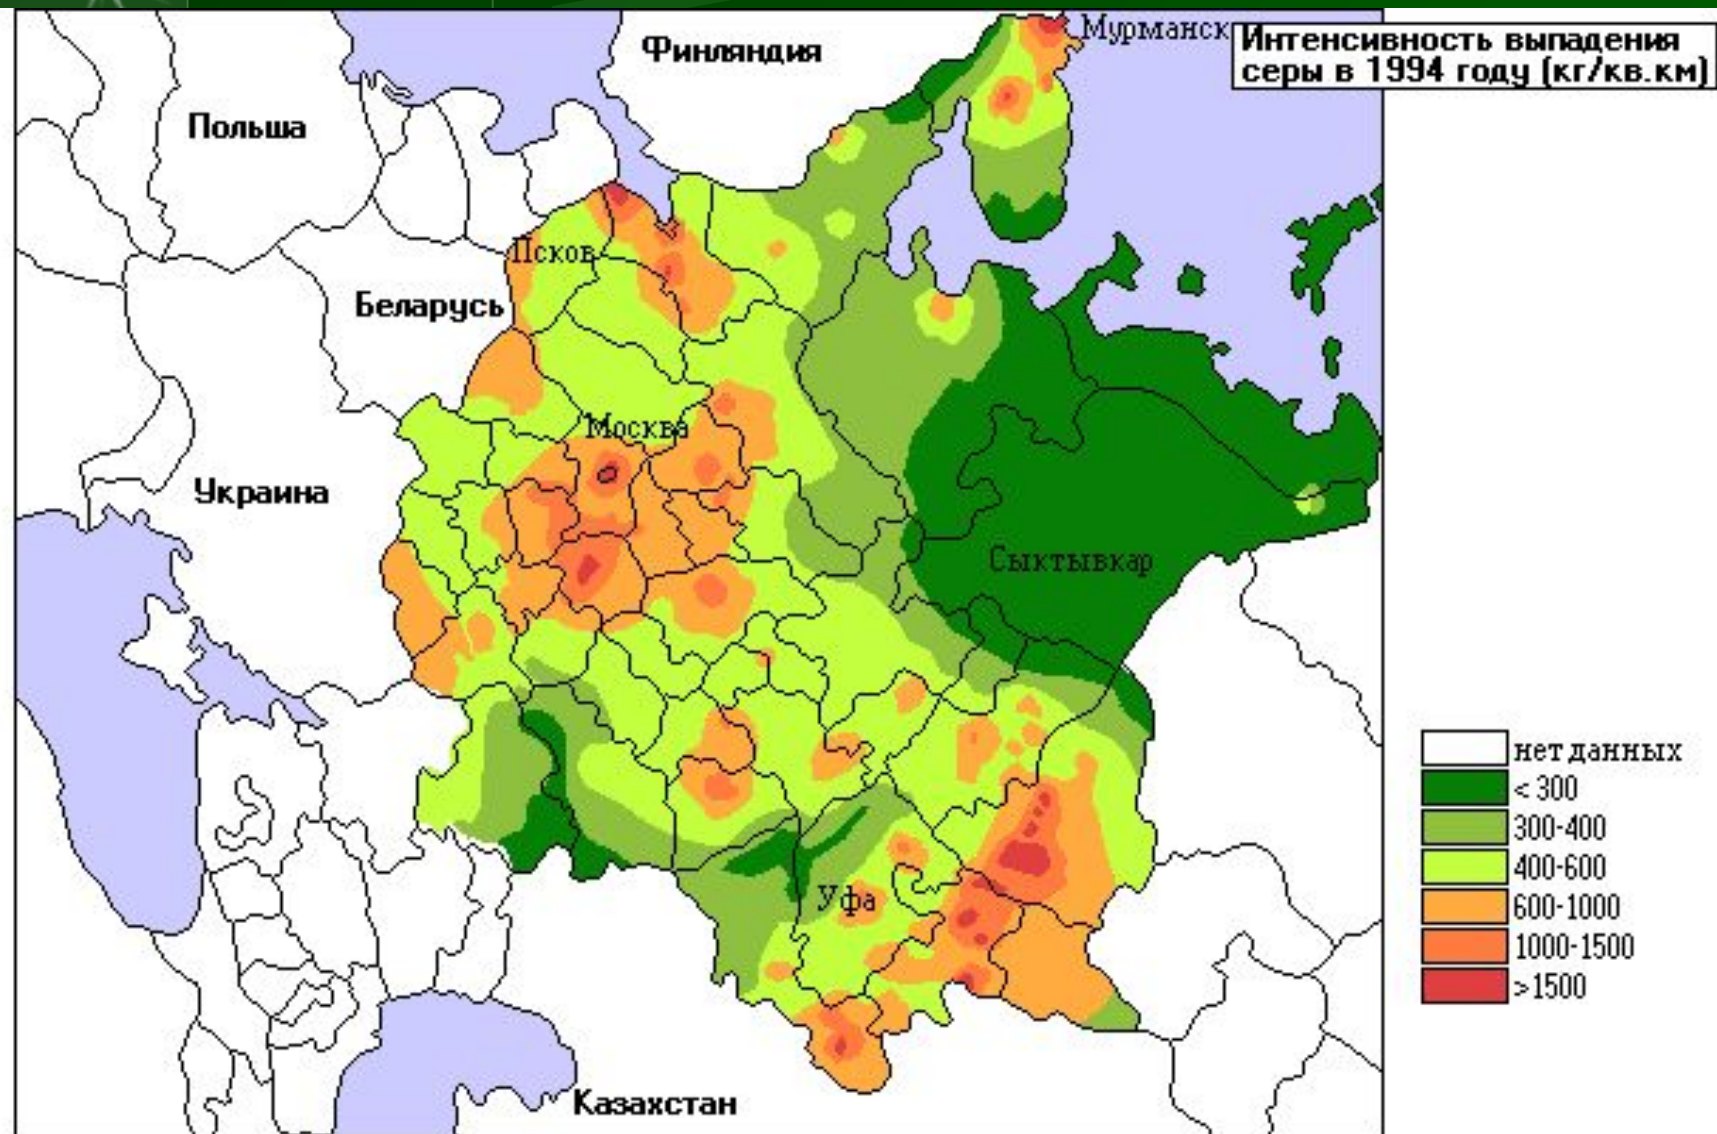 Мурманск
Интенсивность выпадения
серы в 1994 году (кг/кв.км)
Финляндия
Польша
Псков
Беларусь
Москва
Украина
Сыктывкар
Уфа
Казахстан
нет данных
< 300
300-400
400-600
600-1000
1000-1500
>1500